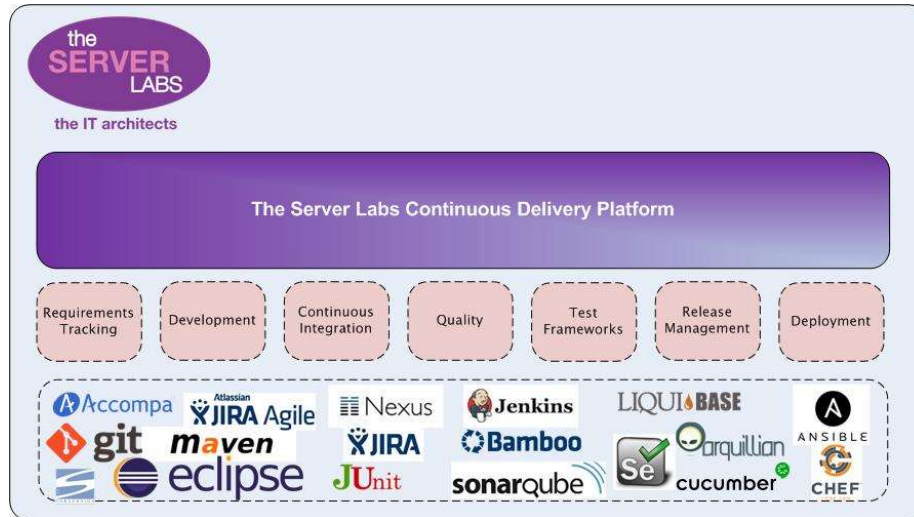 the
SERVER
LABS
the IT architects
The Server Labs Continuous Delivery Platform
Requirements
Tracking
Development
Continuous
Integration
Quality
Test
Frameworks
Release
Management
Deployment
Accompa
Atlassian
JIRA Agile
Nexus
Jenkins
LIQUIBASE
ANSIBLE
git
maven
JIRA
Bamboo
Se
arquillian
eclipse
JUnit
sonarqube
cucumber
CHEF